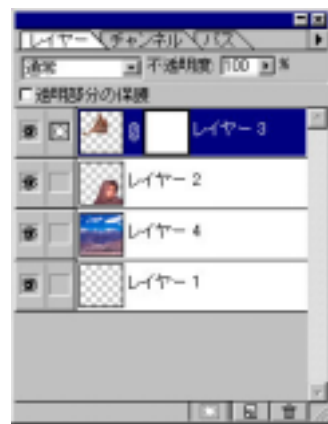 レイヤー チャンネル パス
通常 不透明度 100 %
透明部分の保護
レイヤー 3
レイヤー 2
レイヤー 4
レイヤー 1